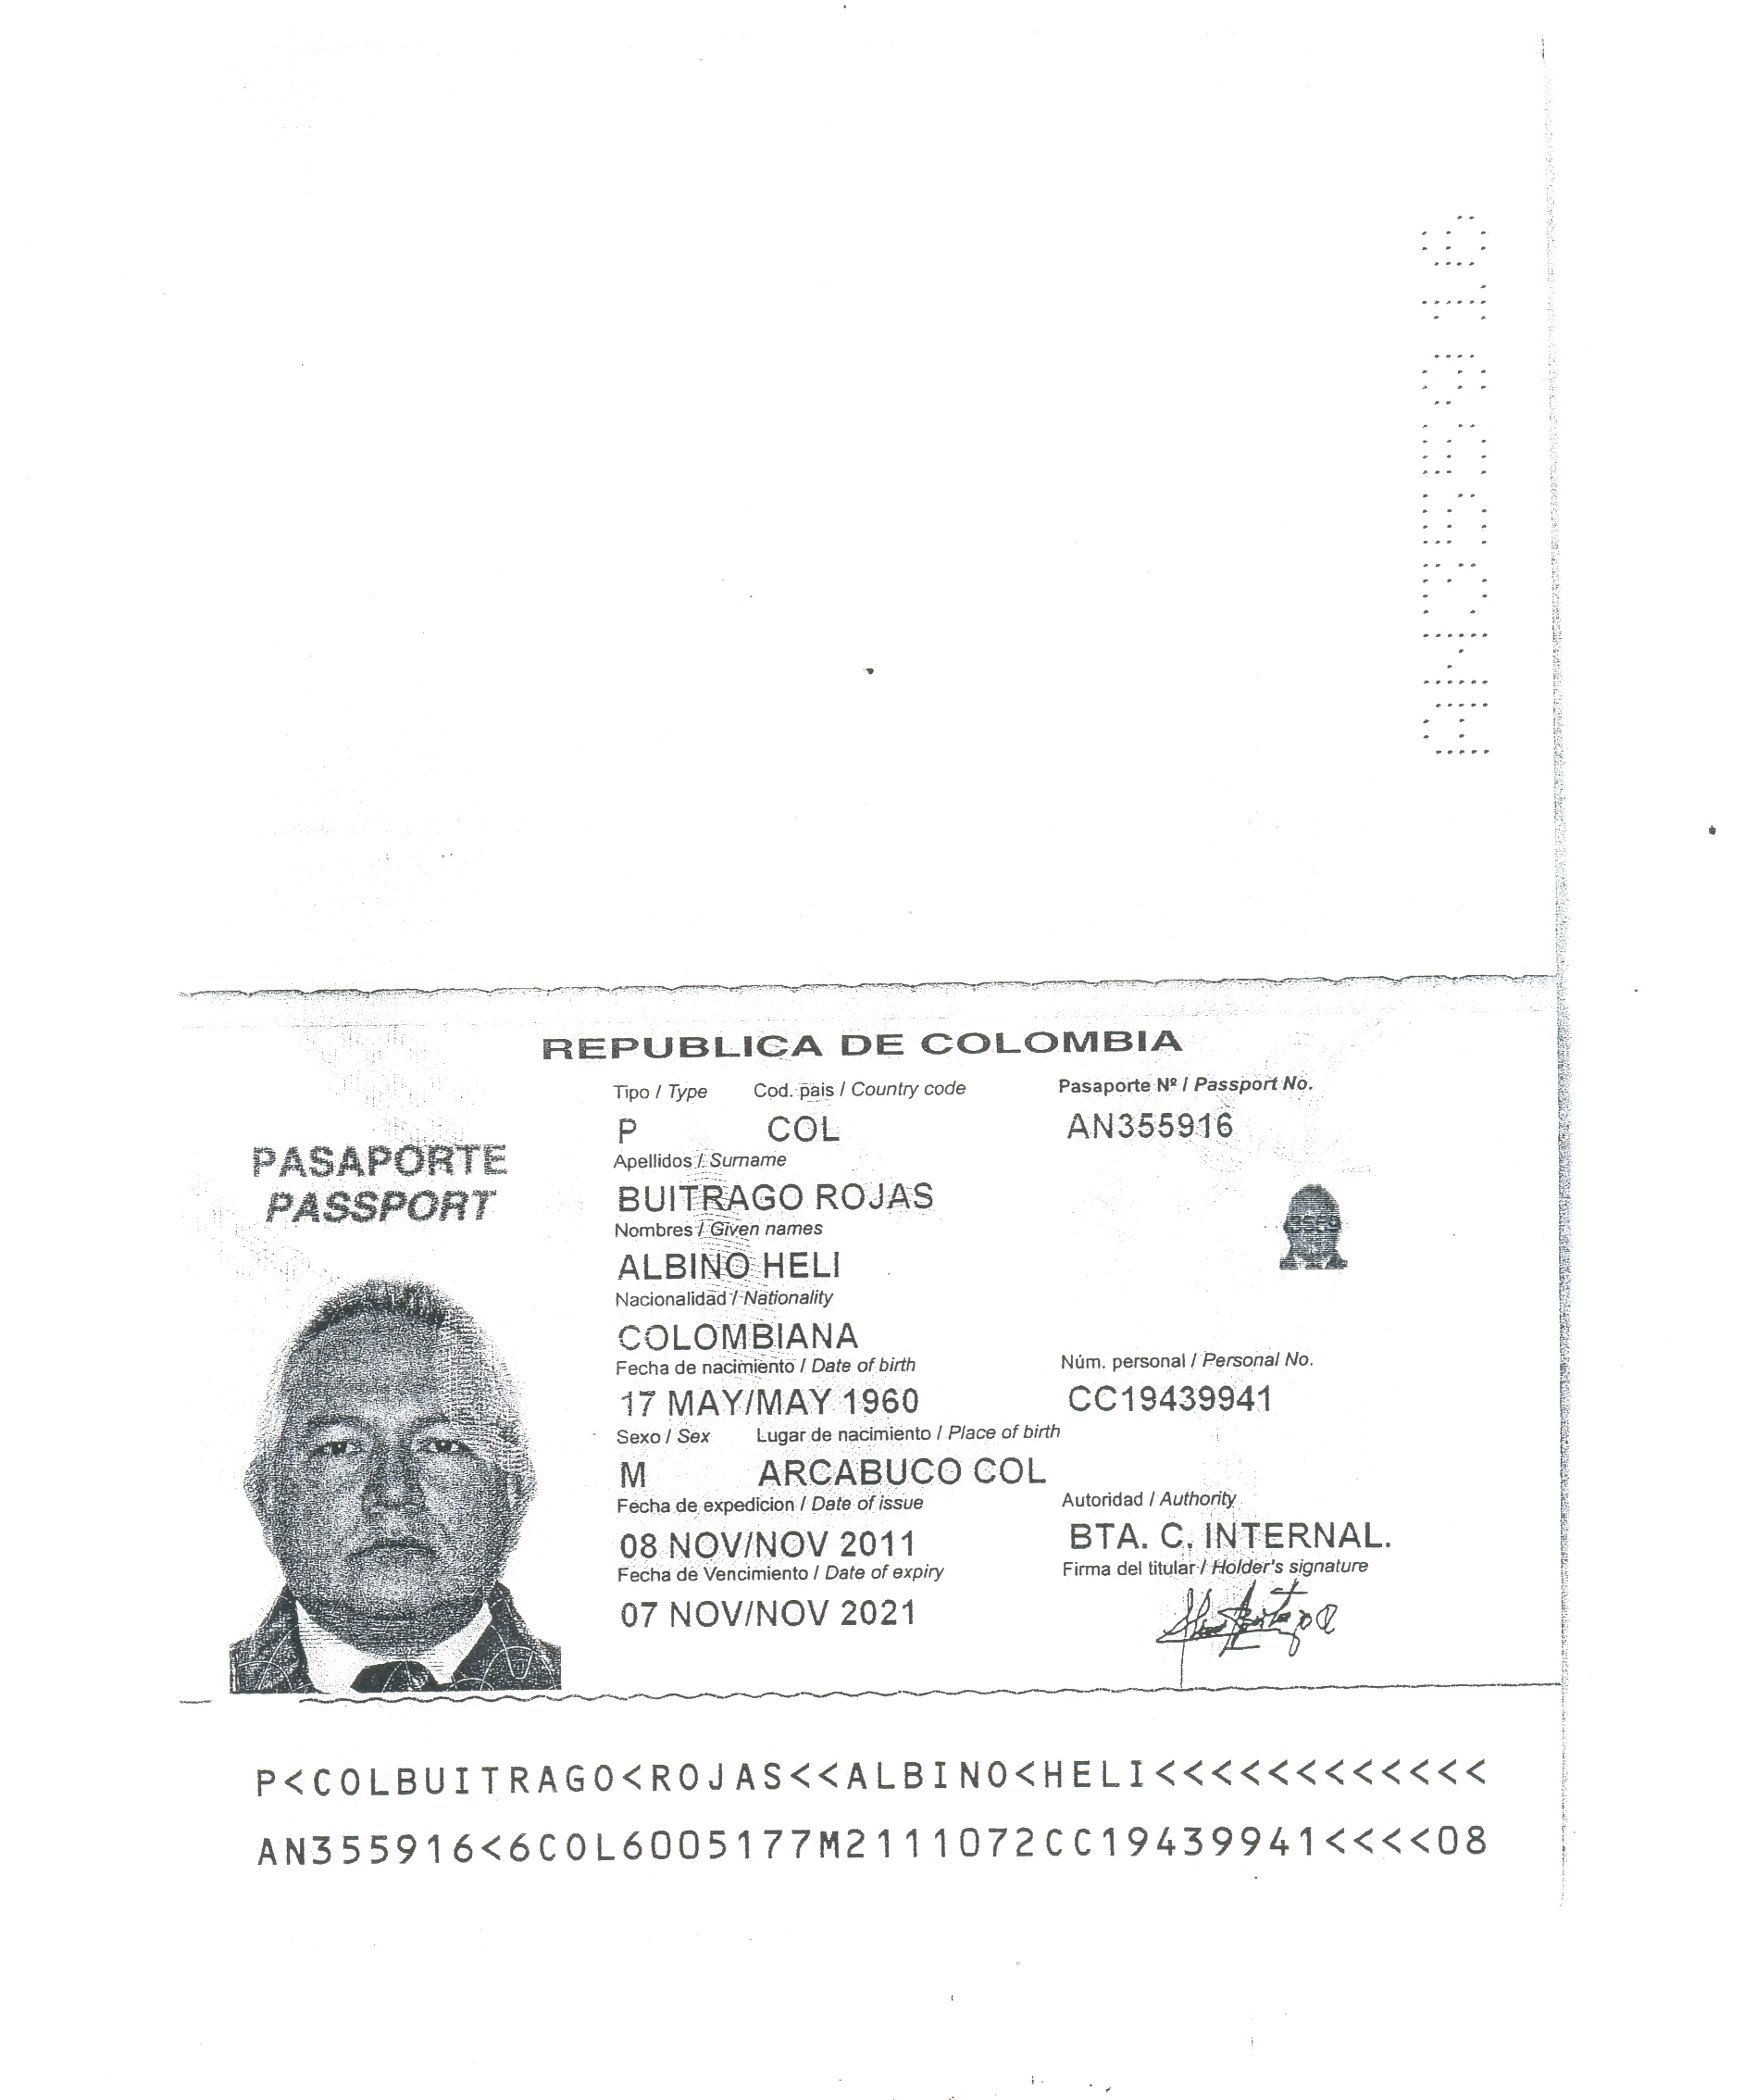 AN355916
REPUBLICA DE COLOMBIA
Tipo / Type Cod. pais / Country code Pasaporte Nº / Passport No.
P COL AN355916
PASAPORTE
PASSPORT
Apellidos / Surname
BUITRAGO ROJAS
Nombres / Given names
ALBINO HELI
Nacionalidad / Nationality
COLOMBIANA
Fecha de nacimiento / Date of birth Núm. personal / Personal No.
17 MAY/MAY 1960 CC19439941
Sexo / Sex Lugar de nacimiento / Place of birth
M ARCABUCO COL
Fecha de expedicion / Date of issue Autoridad / Authority
08 NOV/NOV 2011 BTA. C. INTERNAL.
Fecha de Vencimiento / Date of expiry Firma del titular / Holder's signature
07 NOV/NOV 2021
P<COLBUITRAGO<ROJAS<<ALBINO<HELI<<<<<<<<<<<<
AN355916<6COL6005177M2111072CC19439941<<<<08